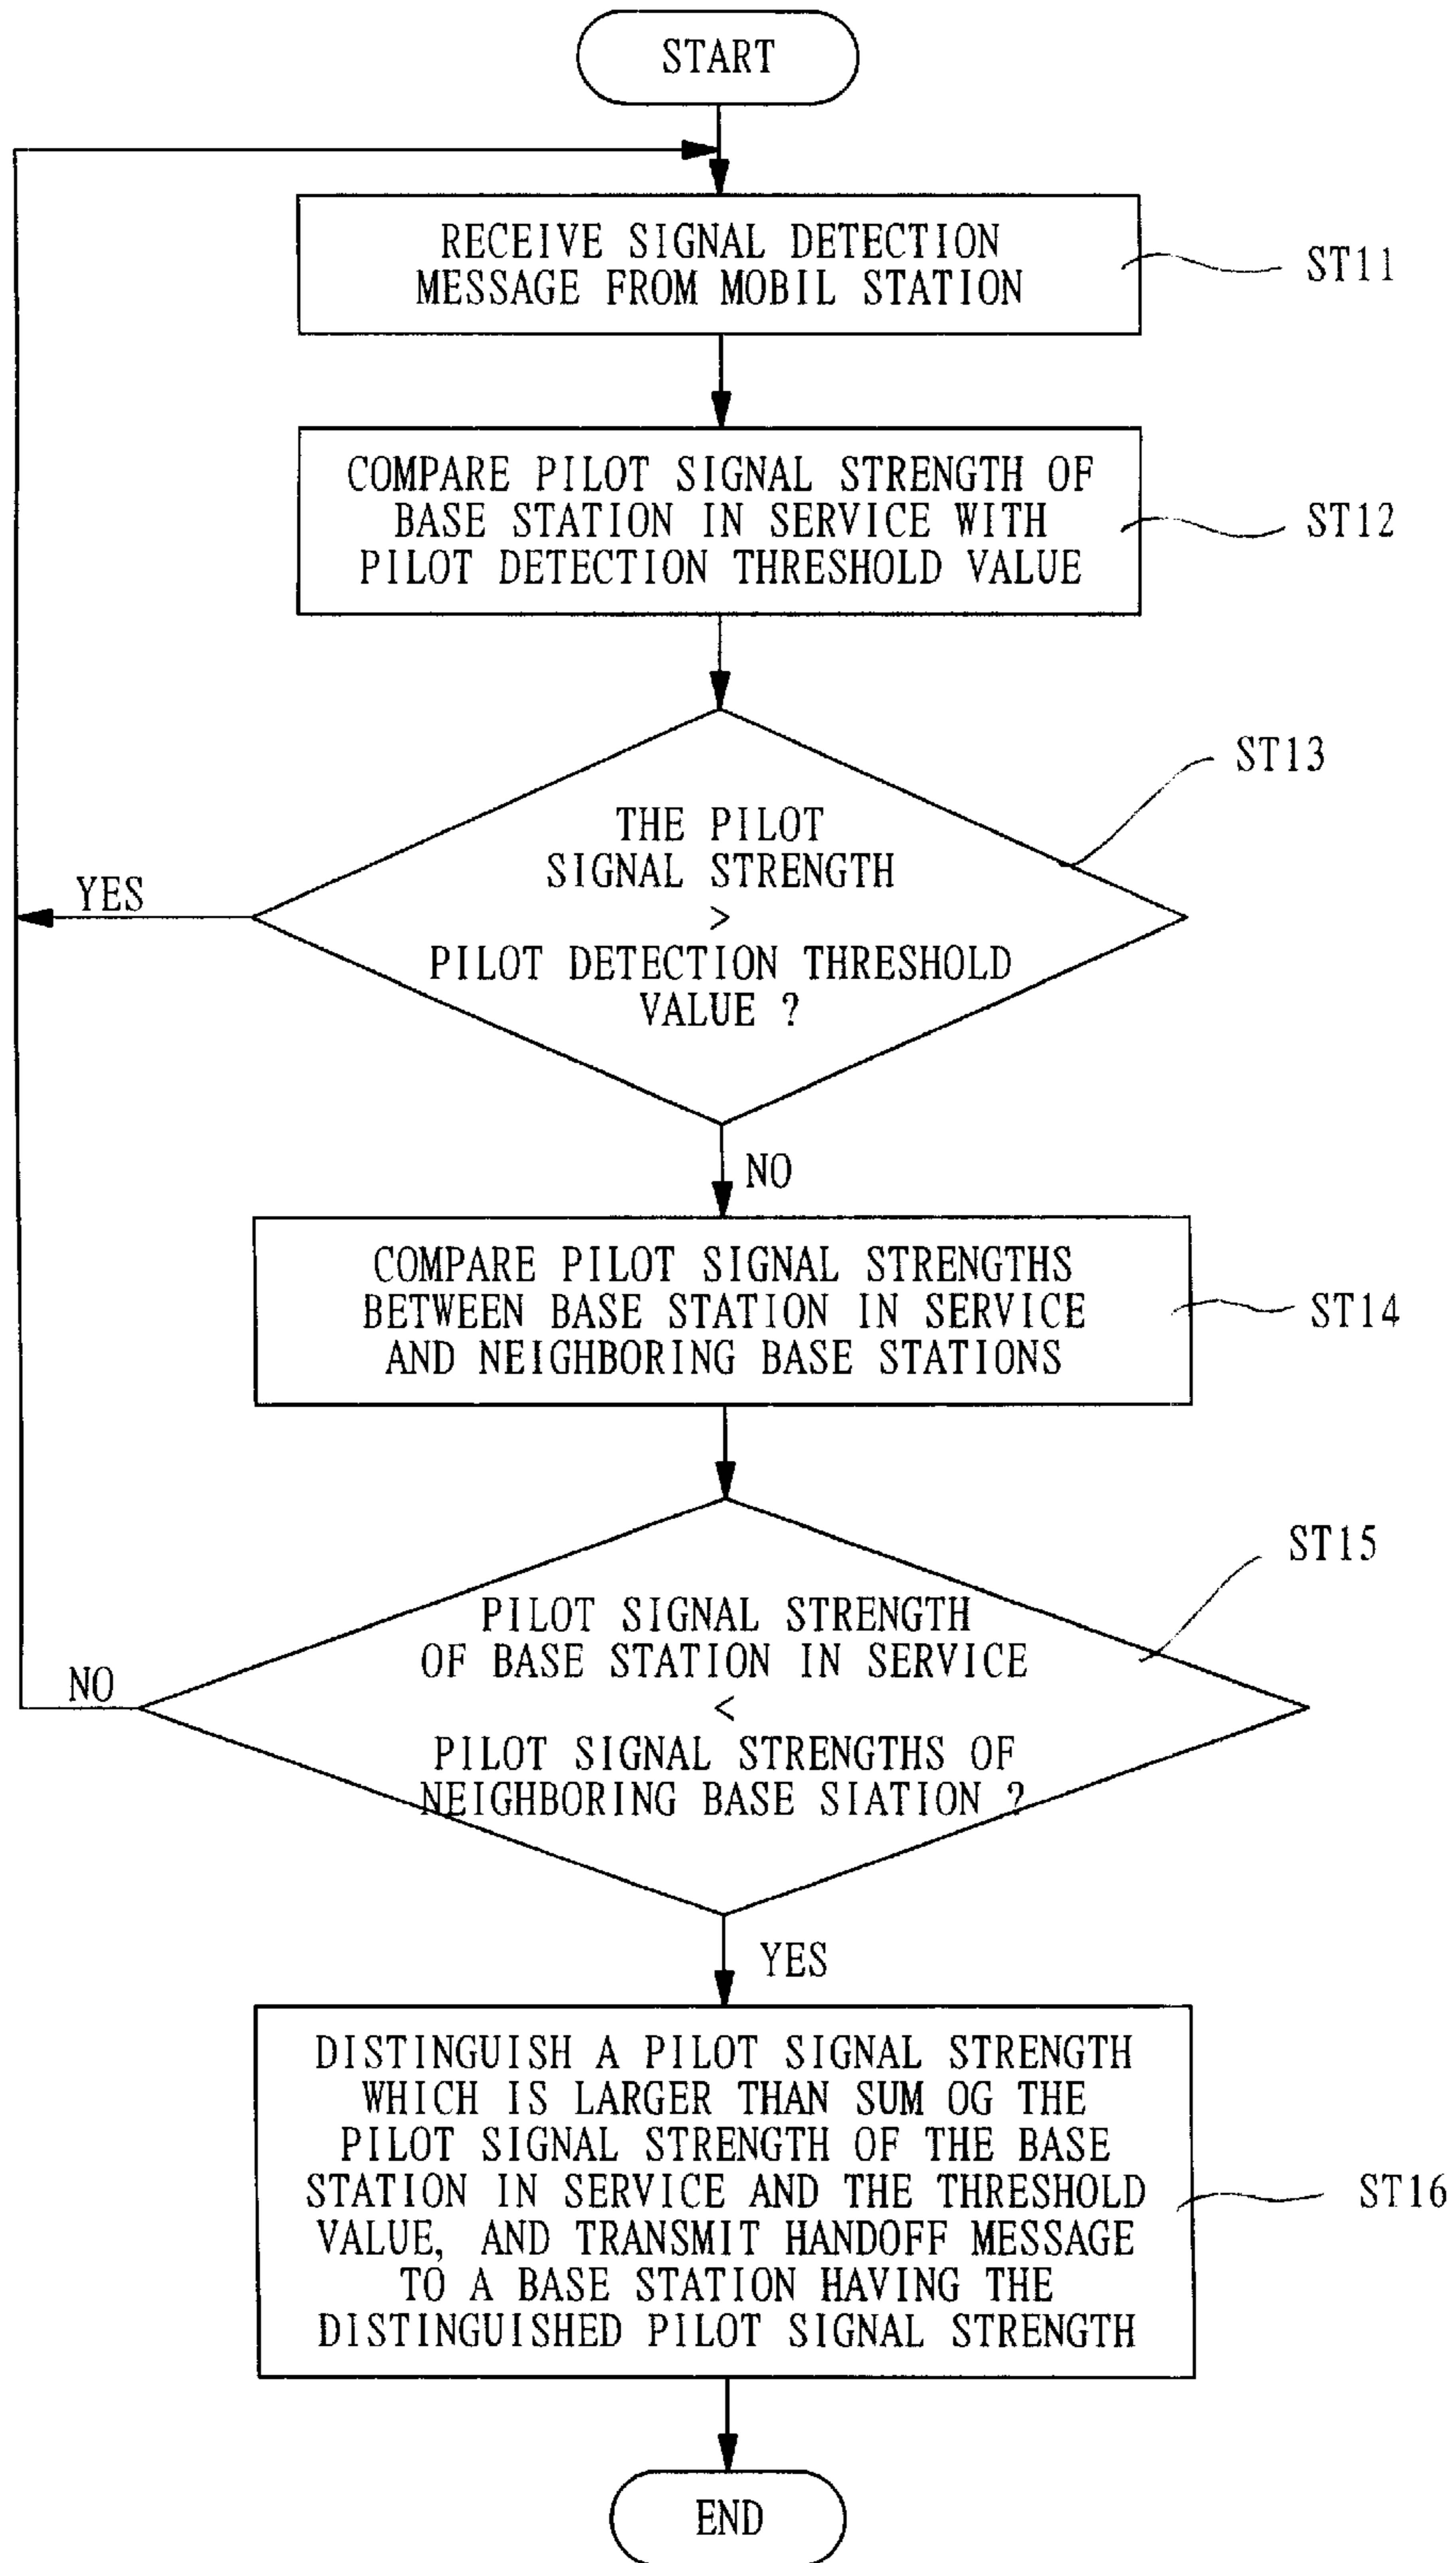 START
RECEIVE SIGNAL DETECTION
MESSAGE FROM MOBIL STATION
ST11
COMPARE PILOT SIGNAL STRENGTH OF
BASE STATION IN SERVICE WITH
PILOT DETECTION THRESHOLD VALUE
ST12
ST13
THE PILOT
SIGNAL STRENGTH
>
PILOT DETECTION THRESHOLD
VALUE ?
YES
NO
COMPARE PILOT SIGNAL STRENGTHS
BETWEEN BASE STATION IN SERVICE
AND NEIGHBORING BASE STATIONS
ST14
ST15
PILOT SIGNAL STRENGTH
OF BASE STATION IN SERVICE
<
PILOT SIGNAL STRENGTHS OF
NEIGHBORING BASE SIATION ?
NO
YES
DISTINGUISH A PILOT SIGNAL STRENGTH
WHICH IS LARGER THAN SUM OG THE
PILOT SIGNAL STRENGTH OF THE BASE
STATION IN SERVICE AND THE THRESHOLD
VALUE, AND TRANSMIT HANDOFF MESSAGE
TO A BASE STATION HAVING THE
DISTINGUISHED PILOT SIGNAL STRENGTH
ST16
END